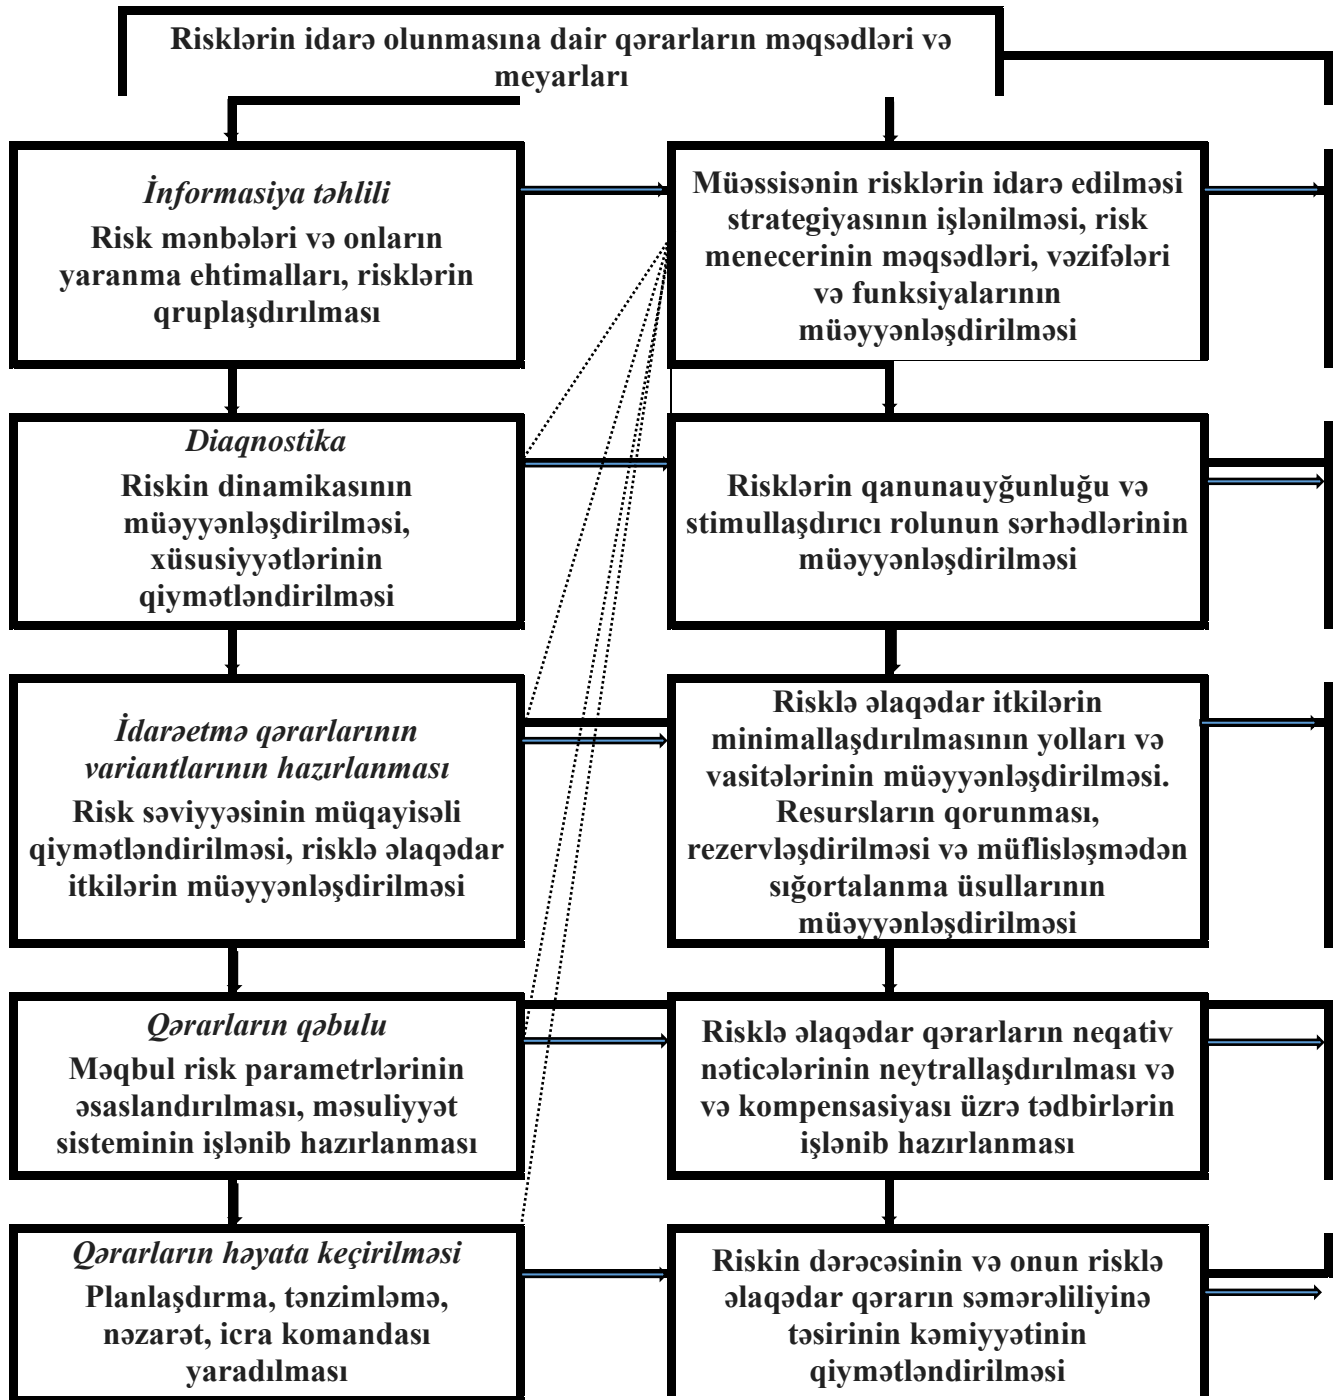 Risklərin idarə olunmasına dair qərarların məqsədləri və
meyarları
İnformasiya təhlili
Risk mənbələri və onların
yaranma ehtimalları, risklərin
qruplaşdırılması
Müəssisənin risklərin idarə edilməsi
strategiyasının işlənilməsi, risk
menecerinin məqsədləri, vəzifələri
və funksiyalarının
müəyyənləşdirilməsi
Diaqnostika
Riskin dinamikasının
müəyyənləşdirilməsi,
xüsusiyyətlərinin
qiymətləndirilməsi
Risklərin qanunauyğunluğu və
stimullaşdırıcı rolunun sərhədlərinin
müəyyənləşdirilməsi
İdarəetmə qərarlarının
variantlarının hazırlanması
Risk səviyyəsinin müqayisəli
qiymətləndirilməsi, risklə əlaqədar
itkilərin müəyyənləşdirilməsi
Risklə əlaqədar itkilərin
minimallaşdırılmasının yolları və
vasitələrinin müəyyənləşdirilməsi.
Resursların qorunması,
rezervləşdirilməsi və müflisləşmədən
sığortalanma üsullarının
müəyyənləşdirilməsi
Qərarların qəbulu
Məqbul risk parametrlərinin
əsaslandırılması, məsuliyyət
sisteminin işlənib hazırlanması
Risklə əlaqədar qərarların neqativ
nəticələrinin neytrallaşdırılması və
və kompensasiyası üzrə tədbirlərin
işlənib hazırlanması
Qərarların həyata keçirilməsi
Planlaşdırma, tənzimləmə,
nəzarət, icra komandası
yaradılması
Riskin dərəcəsinin və onun risklə
əlaqədar qərarın səmərəliliyinə
təsirinin kəmiyyətinin
qiymətləndirilməsi